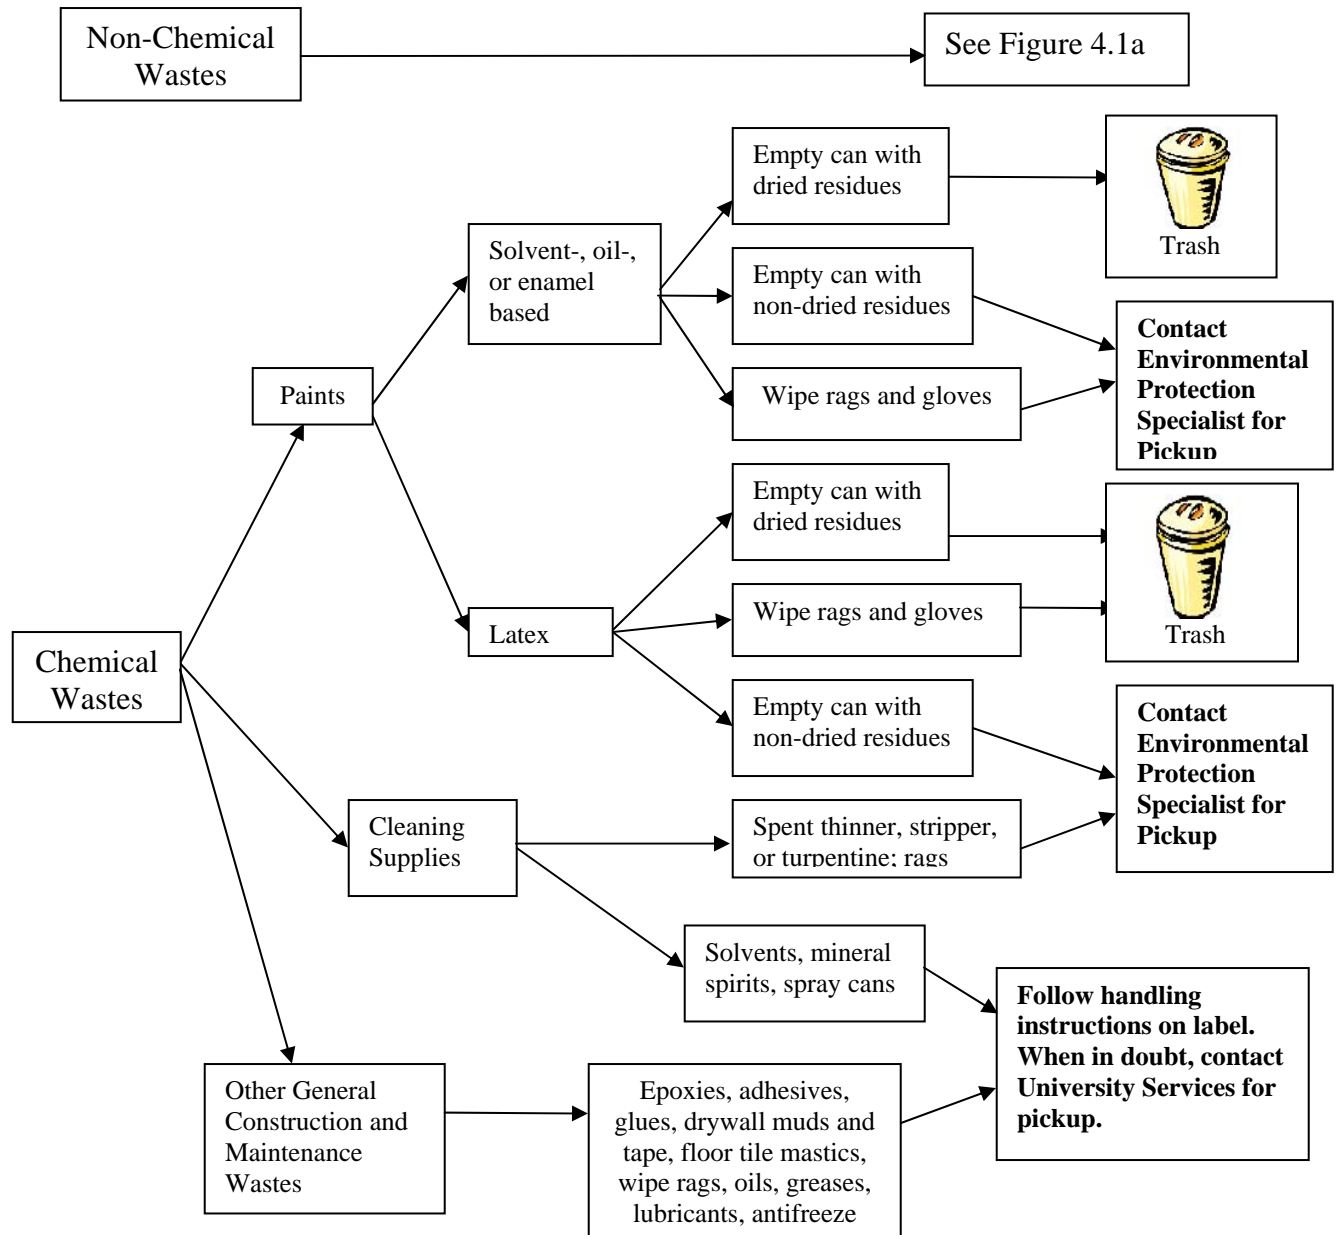 Non-Chemical
Wastes
See Figure 4.1a
Empty can with
dried residues
Trash
Solvent-, oil-,
or enamel
based
Empty can with
non-dried residues
Contact
Environmental
Protection
Specialist for
Pickup
Paints
Wipe rags and gloves
Empty can with
dried residues
Wipe rags and gloves
Trash
Latex
Chemical
Wastes
Empty can with
non-dried residues
Contact
Environmental
Protection
Specialist for
Pickup
Cleaning
Supplies
Spent thinner, stripper,
or turpentine; rags
Solvents, mineral
spirits, spray cans
Follow handling
instructions on label.
When in doubt, contact
University Services for
pickup.
Other General
Construction and
Maintenance
Wastes
Epoxies, adhesives,
glues, drywall muds and
tape, floor tile mastics,
wipe rags, oils, greases,
lubricants, antifreeze